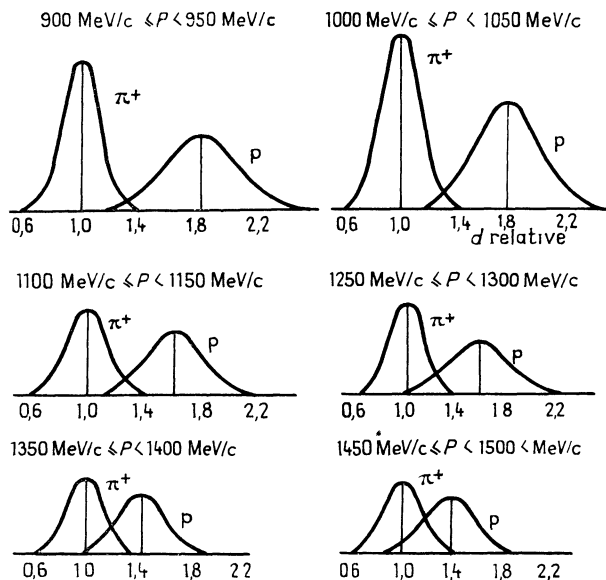 900 MeV/c ⩽P<950 MeV/c
π+
p
0,6 1,0 1,4 1,8 2,2
1000 MeV/c ⩽ P < 1050 MeV/c
π+
p
0,6 1,0 1,4 1,8 2,2
d relative
1100 MeV/c ⩽P<1150 MeV/c
π+
p
0,6 1,0 1,4 1,8 2,2
1250 MeV/c ⩽ P <1300 MeV/c
π+
p
0,6 1,0 1,4 1 8 2,2
1350 MeV/c ⩽P<1400 MeV/c
π+
p
0,6 1 0 1,4 1,8 2 2
1450 MeV/c ⩽P <1500 < MeV/c
π+
p
0 6 1 0 1,4 1,8 2,2